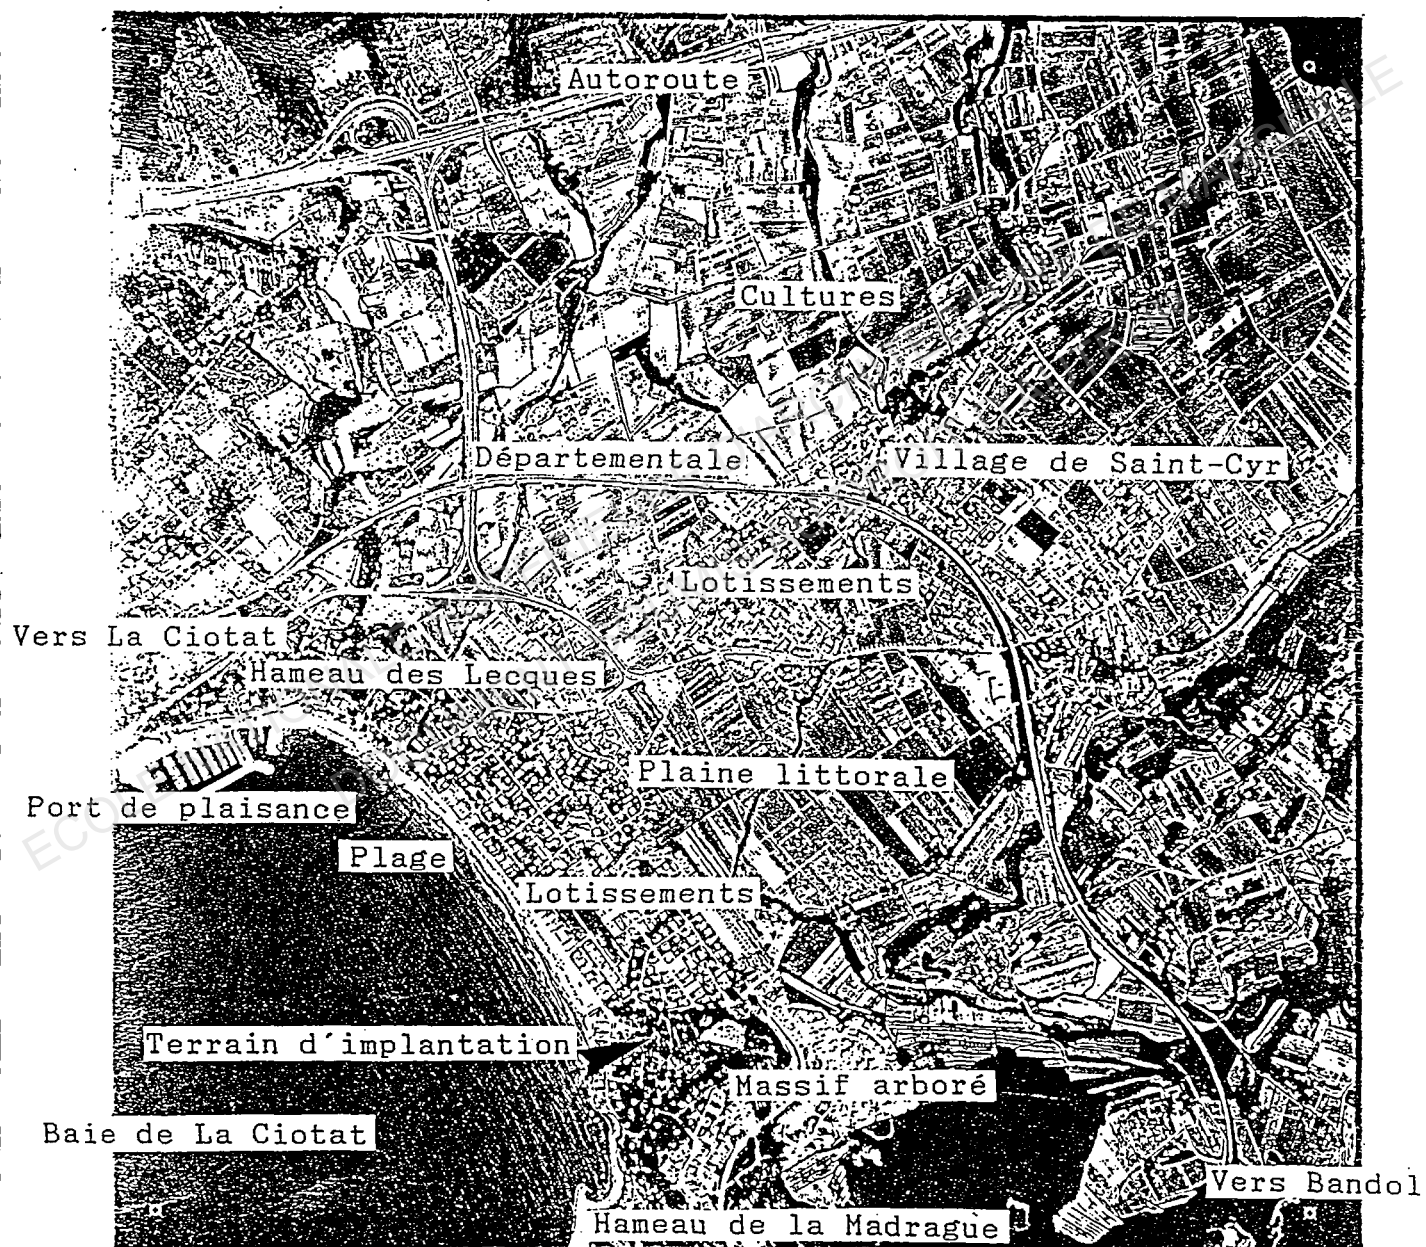 Autoroute
Cultures
Départementale
Village de Saint-Cyr
Lotissements
Vers La Ciotat
Hameau des Lecques
Plaine littorale
Port de plaisance
Plage
Lotissements
Terrain d'implantation
Massif arboré
Baie de La Ciotat
Vers Bandol
Hameau de la Madrague